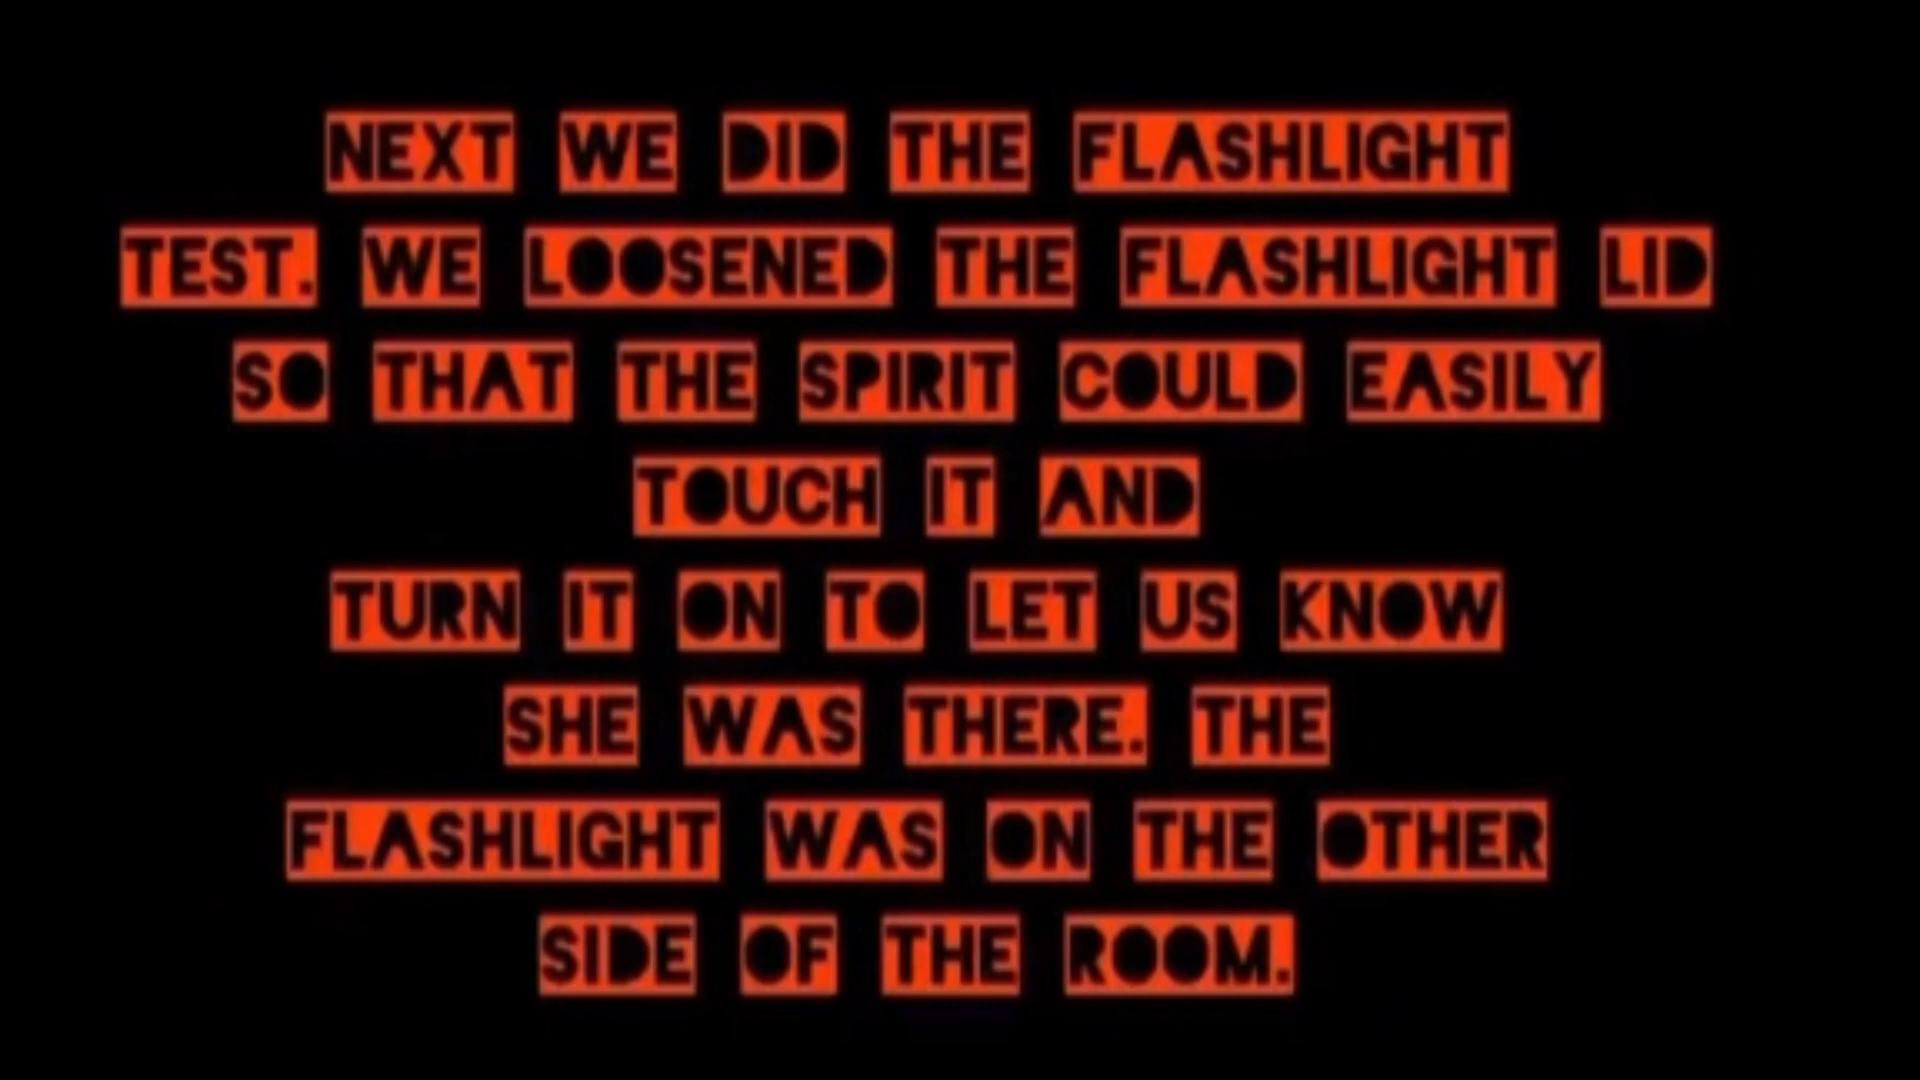 NEXT WE DID THE FLASHLIGHT
TEST. WE LOOSENED THE FLASHLIGHT LID
SO THAT THE SPIRIT COULD EASILY
TOUCH IT AND
TURN IT ON TO LET US KNOW
SHE WAS THERE. THE
FLASHLIGHT WAS ON THE OTHER
SIDE OF THE ROOM.